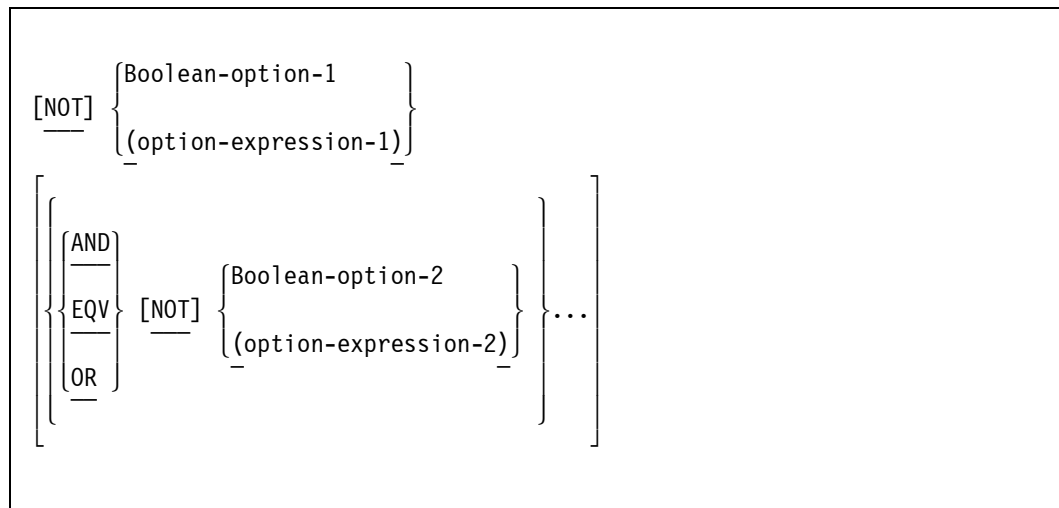 Boolean-option-1
[NOT]
(option-expression-1)
AND
Boolean-option-2
EQV [NOT] ...
(option-expression-2)
OR